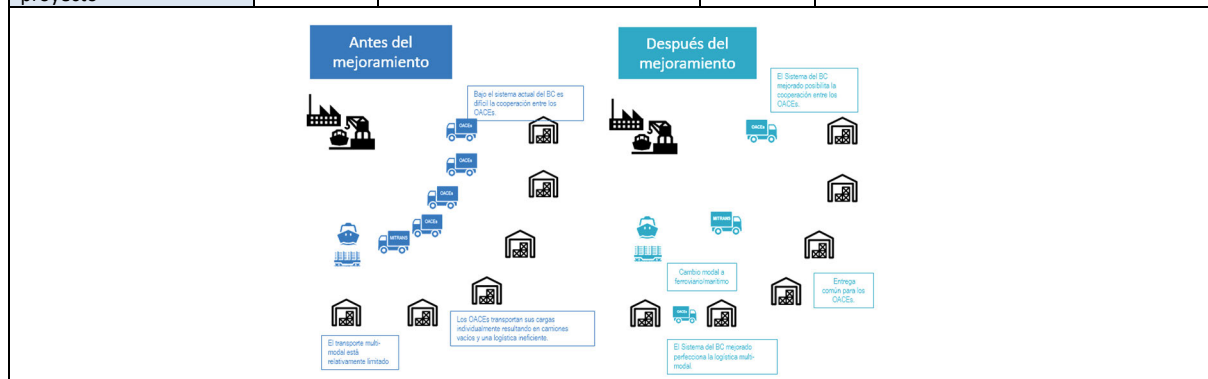 proyecto
Antes del
mejoramiento
Bajo el sistema actual del BC es
difícil la cooperación entre los
OACEs.
OACEs
OACEs
OACEs
OACEs
MITRANS
El transporte multi-
modal está
relativamente limitado
Los OACEs transportan sus cargas
individualmente resultando en camiones
vacíos y una logística ineficiente.
Después del
mejoramiento
El Sistema del BC
mejorado posibilita la
cooperación entre los
OACEs.
OACEs
MITRANS
Cambio modal a
ferroviario/marítimo
Entrega
común para los
OACEs.
OACEs
El Sistema del BC mejorado
perfecciona la logística multi-
modal.